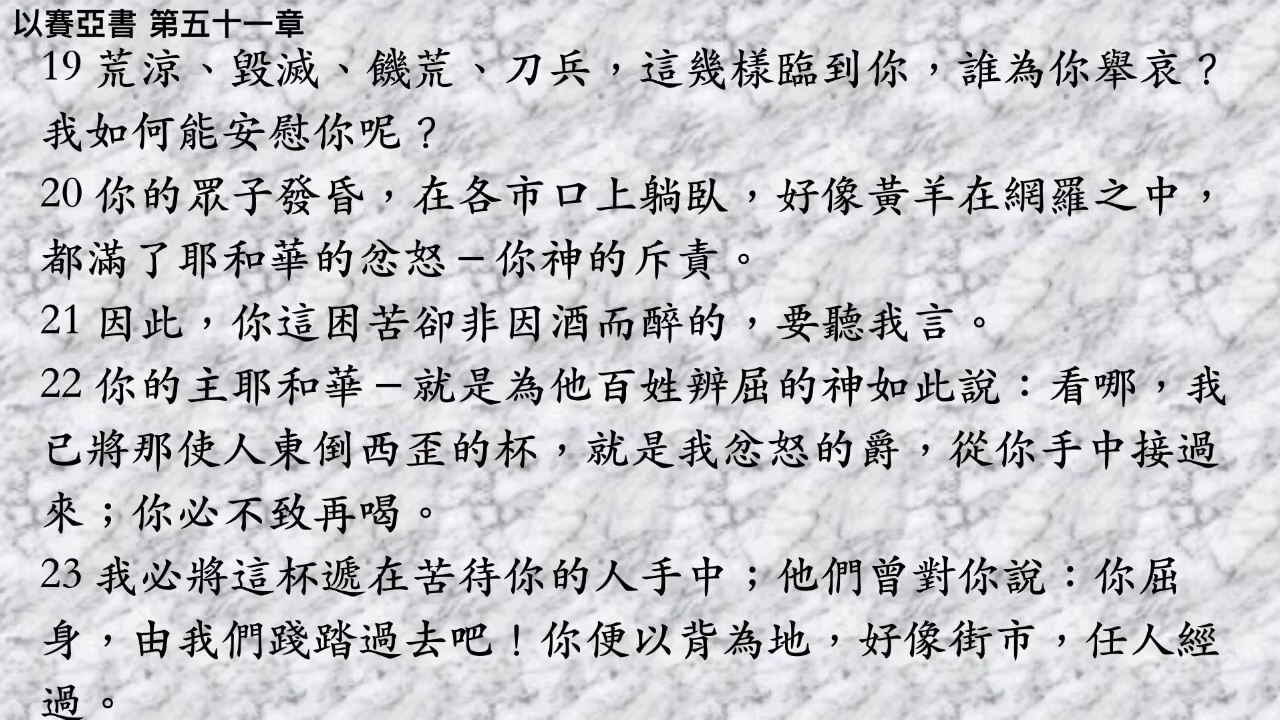 以賽亞書 第五十一章
19 荒涼、毀滅、饑荒、刀兵，這幾樣臨到你，誰為你舉哀？
我如何能安慰你呢？
20 你的眾子發昏，在各市口上躺臥，好像黃羊在網羅之中，
都滿了耶和華的忿怒－你神的斥責。
21 因此，你這困苦卻非因酒而醉的，要聽我言。
22 你的主耶和華－就是為他百姓辨屈的神如此說：看哪，我
已將那使人東倒西歪的杯，就是我忿怒的爵，從你手中接過
來；你必不致再喝。
23 我必將這杯遞在苦待你的人手中；他們曾對你說：你屈
身，由我們踐踏過去吧！你便以背為地，好像街市，任人經
過。